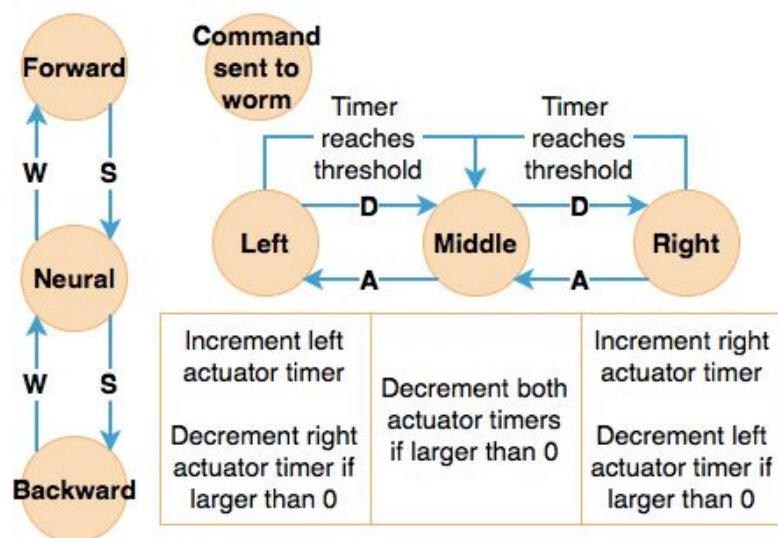 Forward
W S
Neural
W S
Backward
Command
sent to
worm
Timer
reaches
threshold
Timer
reaches
threshold
Left
D
Middle
D
Right
A
A
Increment left
actuator timer
Decrement right
actuator timer if
larger than 0
Decrement both
actuator timers
if larger than 0
Increment right
actuator timer
Decrement left
actuator timer if
larger than 0